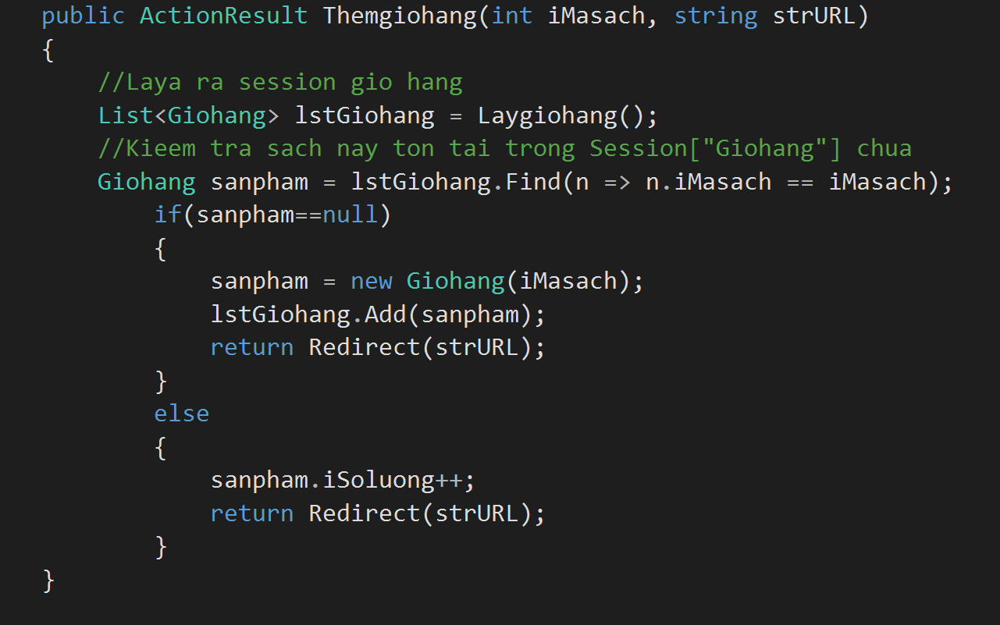 public ActionResult Themgiohang(int iMasach, string strURL)
{
//Laya ra session gio hang
List<Giohang> lstGiohang = Laygiohang();
//Kieem tra sach nay ton tai trong Session["Giohang"] chua
Giohang sanpham = lstGiohang.Find(n => n.iMasach == iMasach);
if(sanpham==null)
{
sanpham = new Giohang(iMasach);
lstGiohang.Add(sanpham);
return Redirect(strURL);
}
else
{
sanpham.iSoluong++;
return Redirect(strURL);
}
}